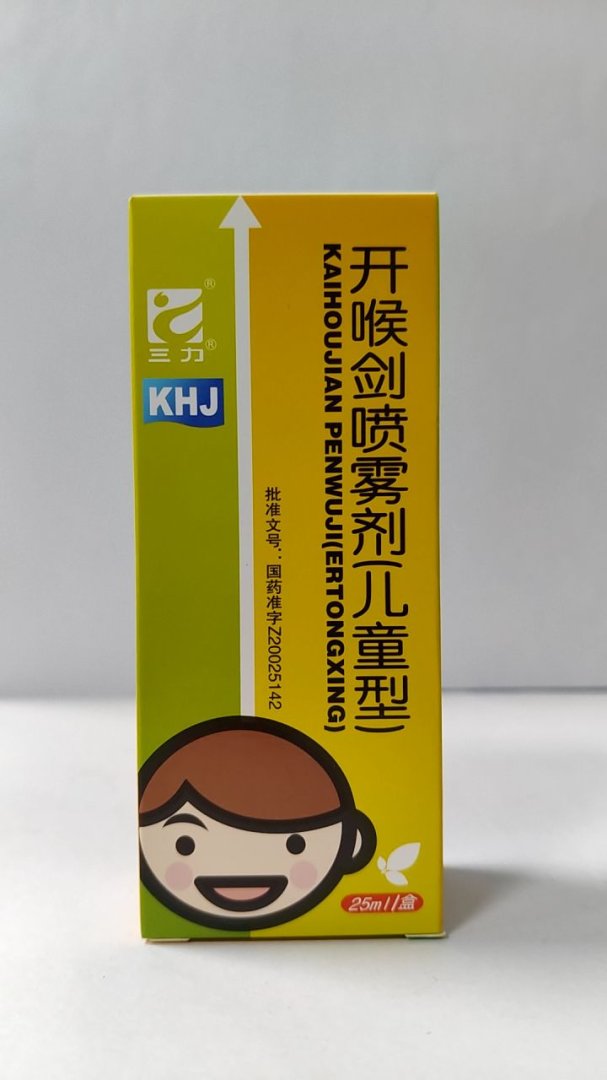 ®
三力®
KHJ
开喉剑喷雾剂(儿童型)
KAIHOUJIAN PENWUJI(ERTONGXING)
批准文号：国药准字Z20025142
25ml/盒